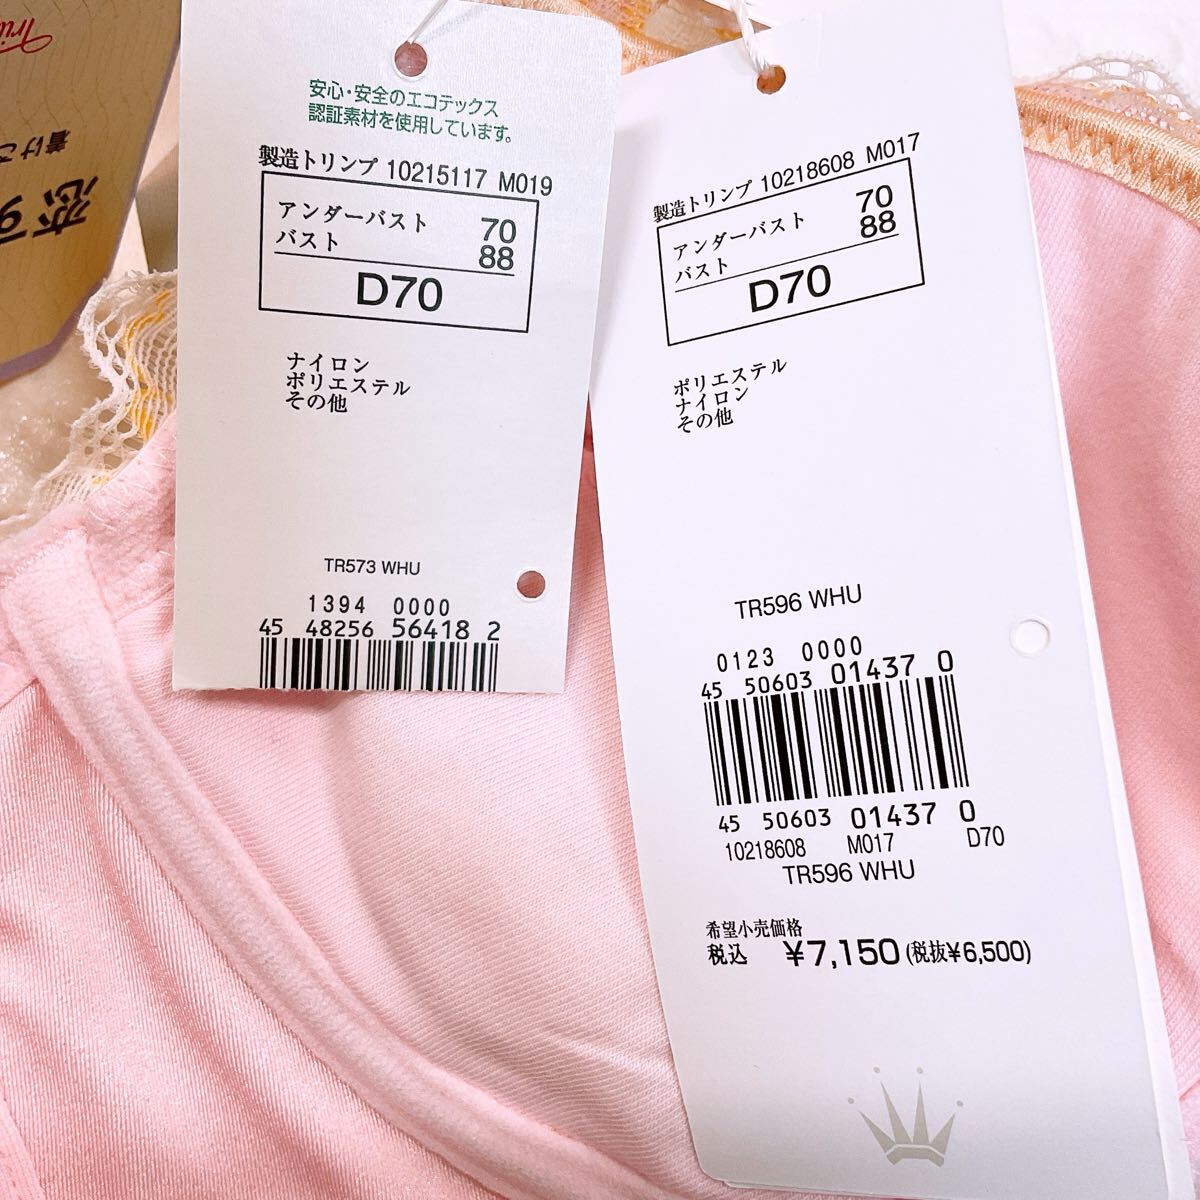 安心・安全のエコテックス
認証素材を使用しています。
製造トリンプ 10215117 M019
アンダーバスト 70
バスト 88
D70
ナイロン
ポリエステル
その他
TR573 WHU
1394 0000
45 48256 56418 2
製造トリンプ 10218608 M017
アンダーバスト 70
バスト 88
D70
ポリエステル
ナイロン
その他
TR596 WHU
0123 0000
45 50603 01437 0
45 50603 01437 0
10218608 M017 D70
TR596 WHU
希望小売価格
税込 ¥7,150(税抜¥6,500)
着けご
恋す